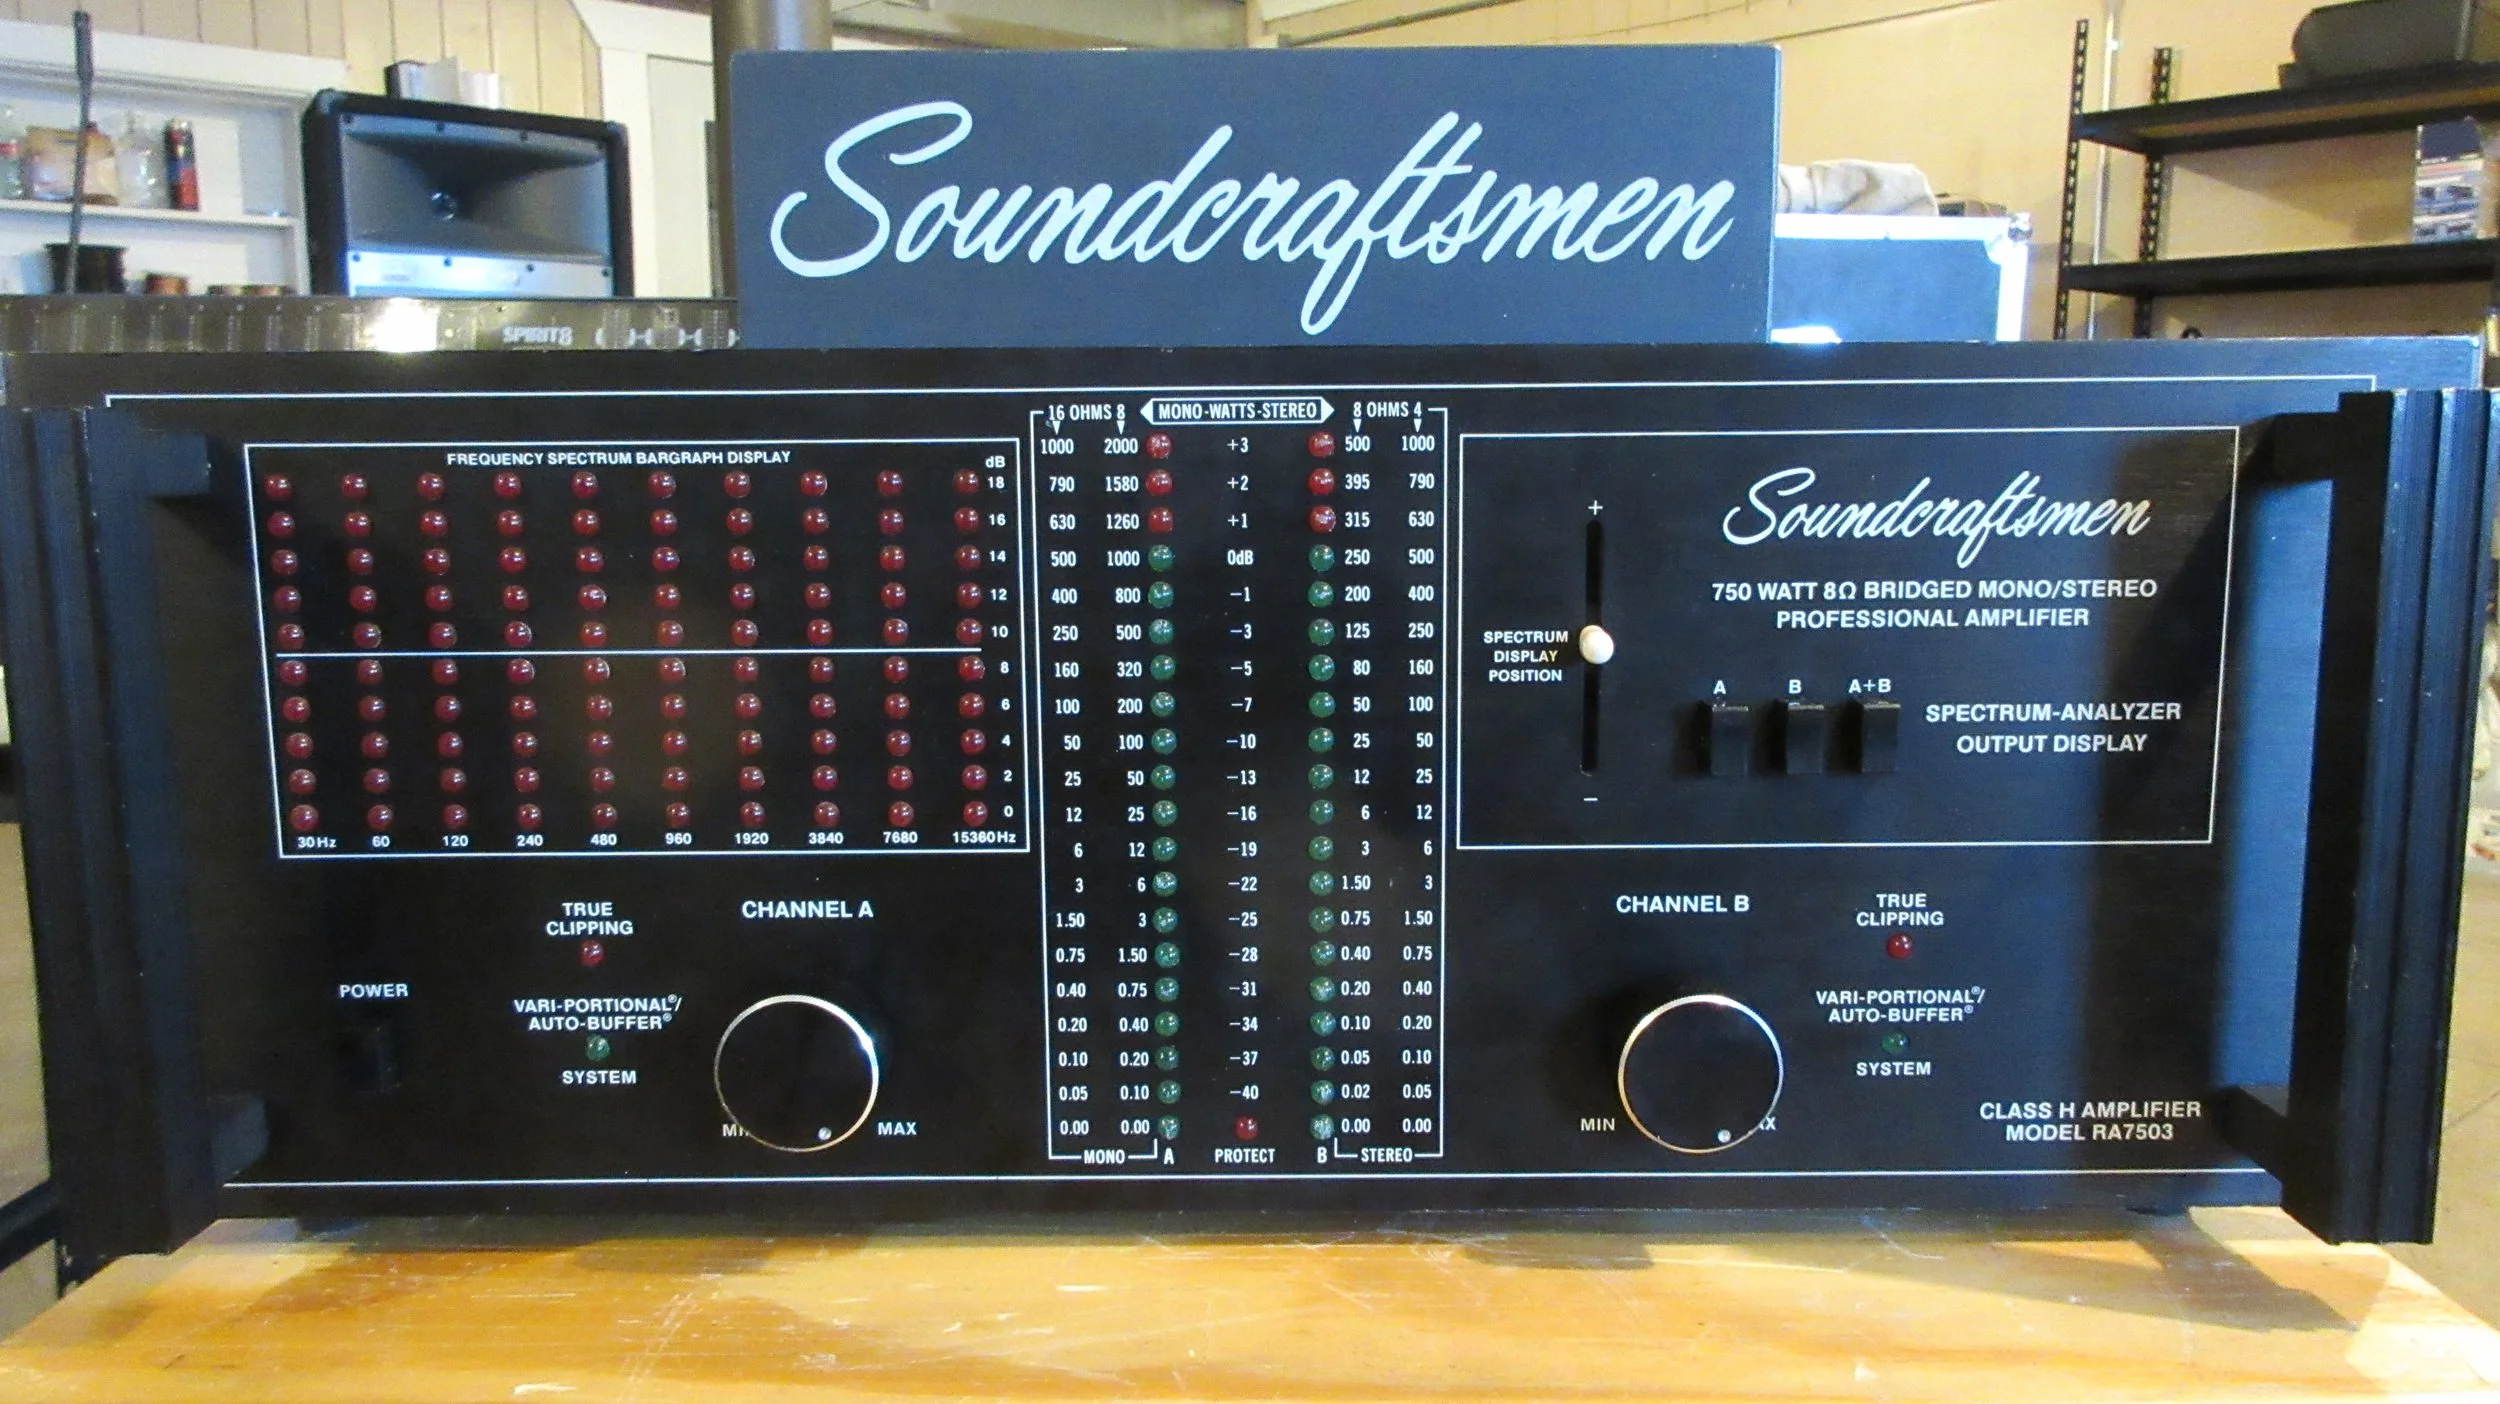 Soundcraftsmen
SPIRIT 8
FREQUENCY SPECTRUM BARGRAPH DISPLAY
dB
18
16
14
12
10
8
6
4
2
0
30Hz 60 120 240 480 960 1920 3840 7680 15360Hz
16 OHMS 8 MONO-WATTS-STEREO 8 OHMS 4
1000 2000 +3 500 1000
790 1580 +2 395 790
630 1260 +1 315 630
500 1000 0dB 250 500
400 800 −1 200 400
250 500 −3 125 250
160 320 −5 80 160
100 200 −7 50 100
50 100 −10 25 50
25 50 −13 12 25
12 25 −16 6 12
6 12 −19 3 6
3 6 −22 1.50 3
1.50 3 −25 0.75 1.50
0.75 1.50 −28 0.40 0.75
0.40 0.75 −31 0.20 0.40
0.20 0.40 −34 0.10 0.20
0.10 0.20 −37 0.05 0.10
0.05 0.10 −40 0.02 0.05
0.00 0.00 0.00 0.00
MONO A PROTECT B STEREO
+
SPECTRUM
DISPLAY
POSITION
−
Soundcraftsmen
750 WATT 8Ω BRIDGED MONO/STEREO
PROFESSIONAL AMPLIFIER
A B A+B
SPECTRUM-ANALYZER
OUTPUT DISPLAY
POWER
TRUE
CLIPPING
VARI-PORTIONAL®/
AUTO-BUFFER®
SYSTEM
CHANNEL A
MAX
CHANNEL B
MIN
TRUE
CLIPPING
VARI-PORTIONAL®/
AUTO-BUFFER®
SYSTEM
CLASS H AMPLIFIER
MODEL RA7503